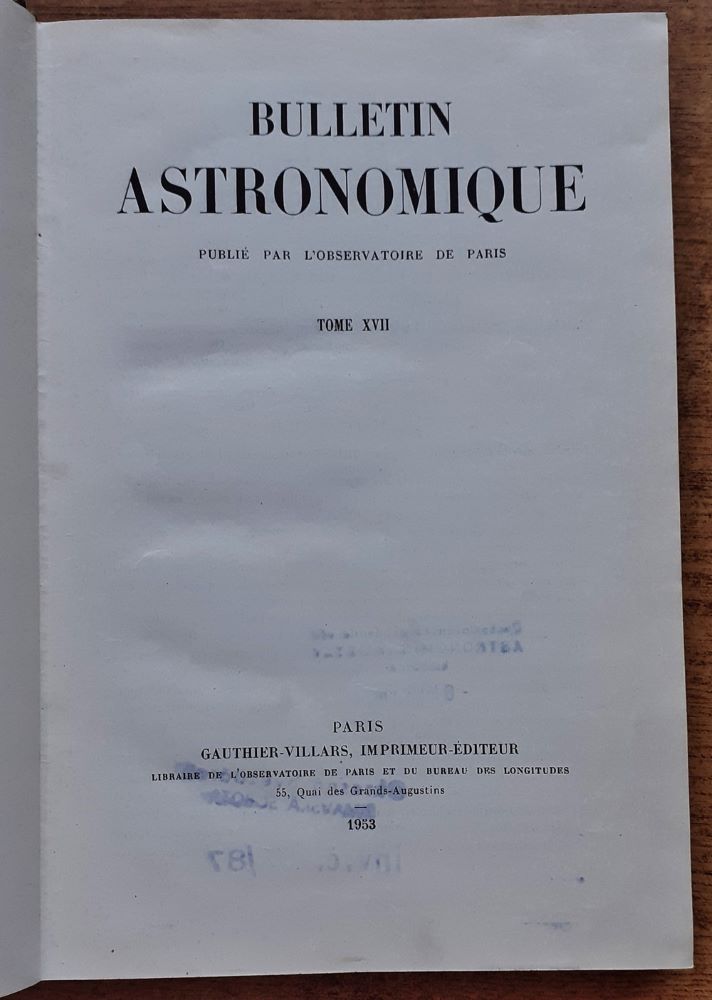 BULLETIN
ASTRONOMIQUE
PUBLIÉ PAR L'OBSERVATOIRE DE PARIS
TOME XVII
PARIS
GAUTHIER-VILLARS, IMPRIMEUR-ÉDITEUR
LIBRAIRE DE L'OBSERVATOIRE DE PARIS ET DU BUREAU DES LONGITUDES
55, Quai des Grands-Augustins
1953